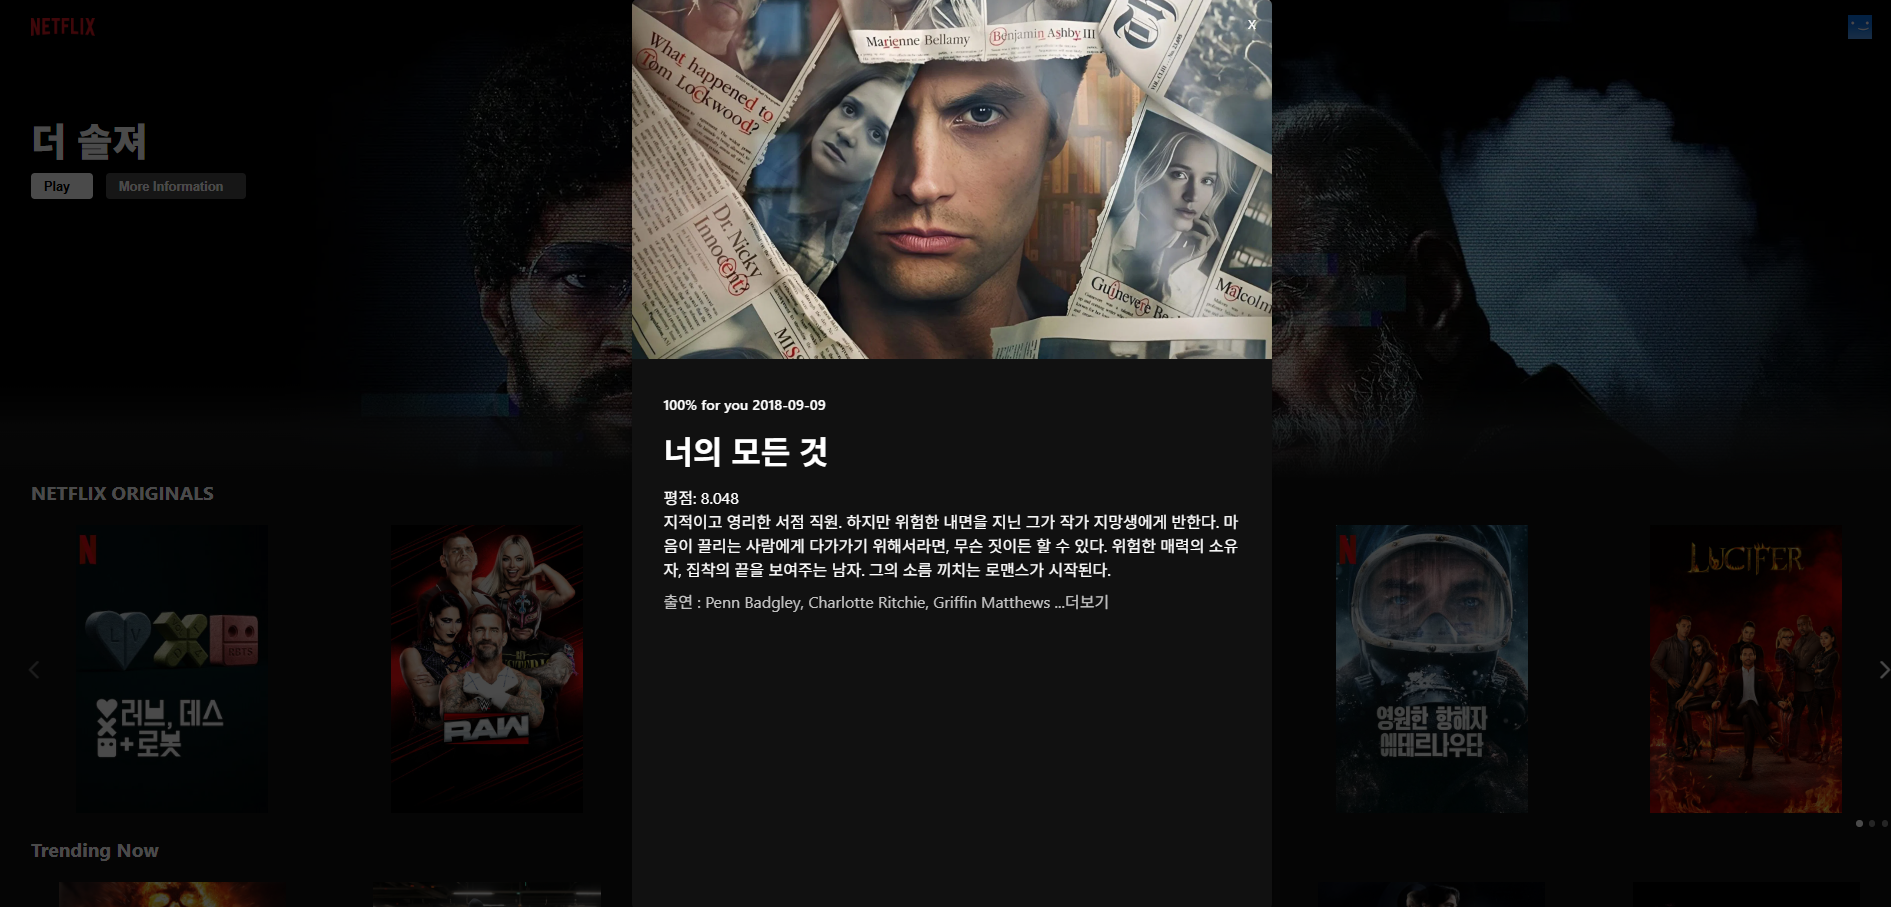 NETFLIX
더 솔져
Play
More Information
What happened to
Tom Lockwood?
Marienne Bellamy
Benjamin Ashby III
X
Dr. Nicky
Innocent?
Guinevere Be
Malcolm
100% for you 2018-09-09
너의 모든 것
평점: 8.048
지적이고 영리한 서점 직원. 하지만 위험한 내면을 지닌 그가 작가 지망생에게 반한다. 마
음이 끌리는 사람에게 다가가기 위해서라면, 무슨 짓이든 할 수 있다. 위험한 매력의 소유
자, 집착의 끝을 보여주는 남자. 그의 소름 끼치는 로맨스가 시작된다.
출연 : Penn Badgley, Charlotte Ritchie, Griffin Matthews ...더보기
NETFLIX ORIGINALS
N
LV
XO
BTS
러브, 데스
+로봇
RAW
N
영원한 항해자
에테르나우타
LUCIFER
Trending Now